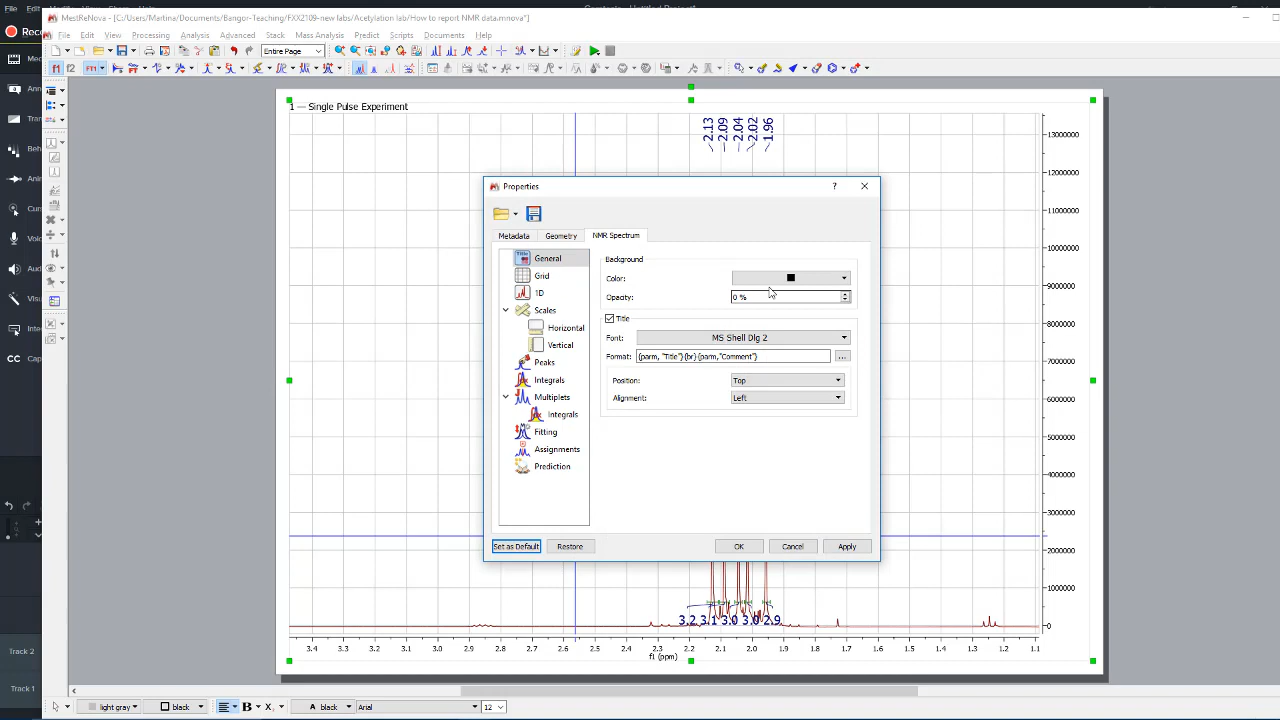 File
Edit
MestReNova - [C:/Users/Martina/Documents/Bangor-Teaching/FXX2109-new labs/Acetylation lab/How to report NMR data.mnova*]
File Edit View Processing Analysis Advanced Stack Mass Analysis Predict Scripts Documents Help
Entire Page
f1 f2 FT1
1 — Single Pulse Experiment
2.13 2.09 2.04 2.02 1.96
Properties
Metadata Geometry NMR Spectrum
General
Grid
1D
Scales
Horizontal
Vertical
Peaks
Integrals
Multiplets
Integrals
Fitting
Assignments
Prediction
Background
Color:
Opacity: 0 %
Title
Font: MS Shell Dlg 2
Format: {parm, "Title"}{br}{parm,"Comment"} ...
Position: Top
Alignment: Left
Set as Default Restore OK Cancel Apply
13000000
12000000
11000000
10000000
9000000
8000000
7000000
6000000
5000000
4000000
3000000
2000000
1000000
0
3.2 3.1 3.0 3.0 2.9
3.4 3.3 3.2 3.1 3.0 2.9 2.8 2.7 2.6 2.5 2.4 2.3 2.2 2.1 2.0 1.9 1.8 1.7 1.6 1.5 1.4 1.3 1.2 1.1
f1 (ppm)
Track 2
Track 1
light gray black B X, A black Arial 12